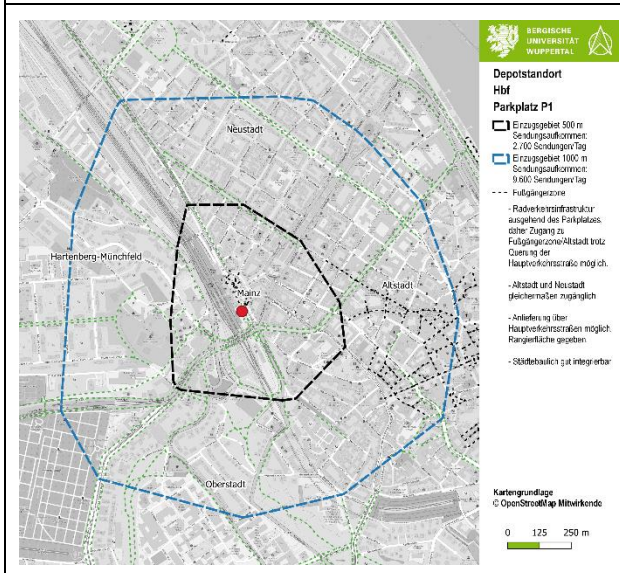 BERGISCHE
UNIVERSITÄT
WUPPERTAL
Depotstandort
Hbf
Parkplatz P1
Einzugsgebiet 500 m
Sendungsaufkommen:
2.700 Sendungen/Tag
Einzugsgebiet 1000 m
Sendungsaufkommen:
9.600 Sendungen/Tag
Fußgängerzone
- Radverkehrsinfrastruktur
ausgehend des Parkplatzes,
daher Zugang zu
Fußgängerzone/Altstadt trotz
Querung der
Hauptverkehrsstraße möglich.
- Altstadt und Neustadt
gleichermaßen zugänglich
- Anlieferung über
Hauptverkehrsstraßen möglich.
Rangierfläche gegeben
- Städtebaulich gut integrierbar
Kartengrundlage
© OpenStreetMap Mitwirkende
0 125 250 m
Neustadt
Hartenberg-Münchfeld
Mainz
Altstadt
Oberstadt